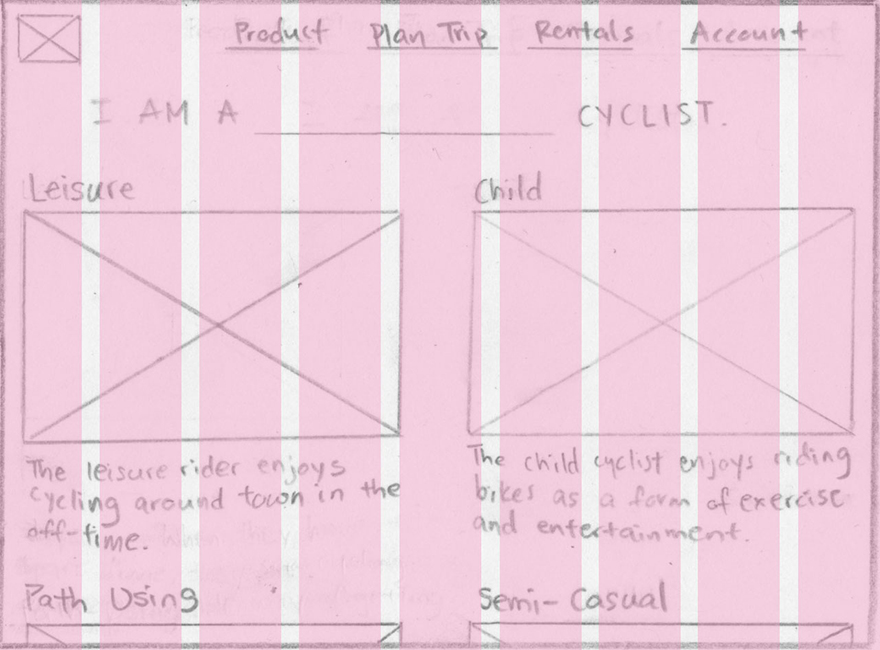 Product Plan Trip Rentals Account
I AM A CYCLIST.
Leisure
The leisure rider enjoys
cycling around town in the
off-time.
Child
The child cyclist enjoys riding
bikes as a form of exercise
and entertainment.
Path Using
Semi-Casual